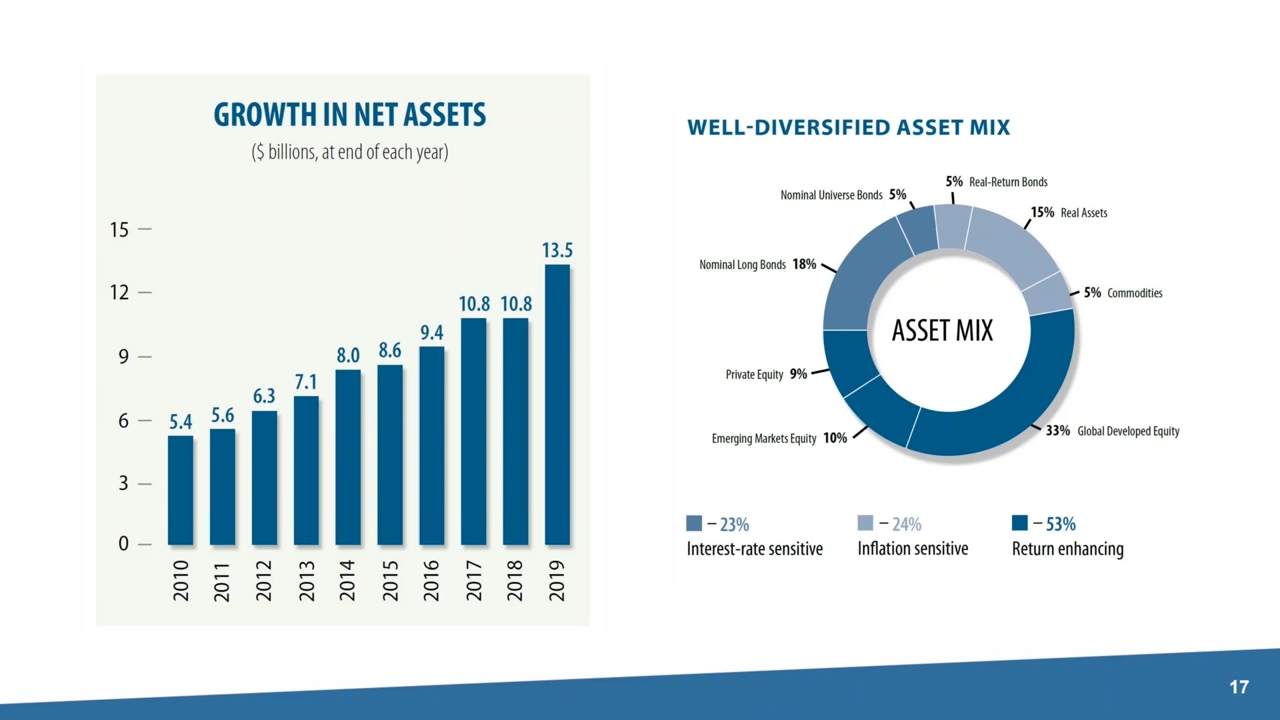 GROWTH IN NET ASSETS
($ billions, at end of each year)
15
12
9
6
3
0
5.4
5.6
6.3
7.1
8.0
8.6
9.4
10.8
10.8
13.5
2010
2011
2012
2013
2014
2015
2016
2017
2018
2019
WELL-DIVERSIFIED ASSET MIX
5% Real-Return Bonds
Nominal Universe Bonds 5%
15% Real Assets
Nominal Long Bonds 18%
5% Commodities
ASSET MIX
Private Equity 9%
33% Global Developed Equity
Emerging Markets Equity 10%
– 23%
Interest-rate sensitive
– 24%
Inflation sensitive
– 53%
Return enhancing
17